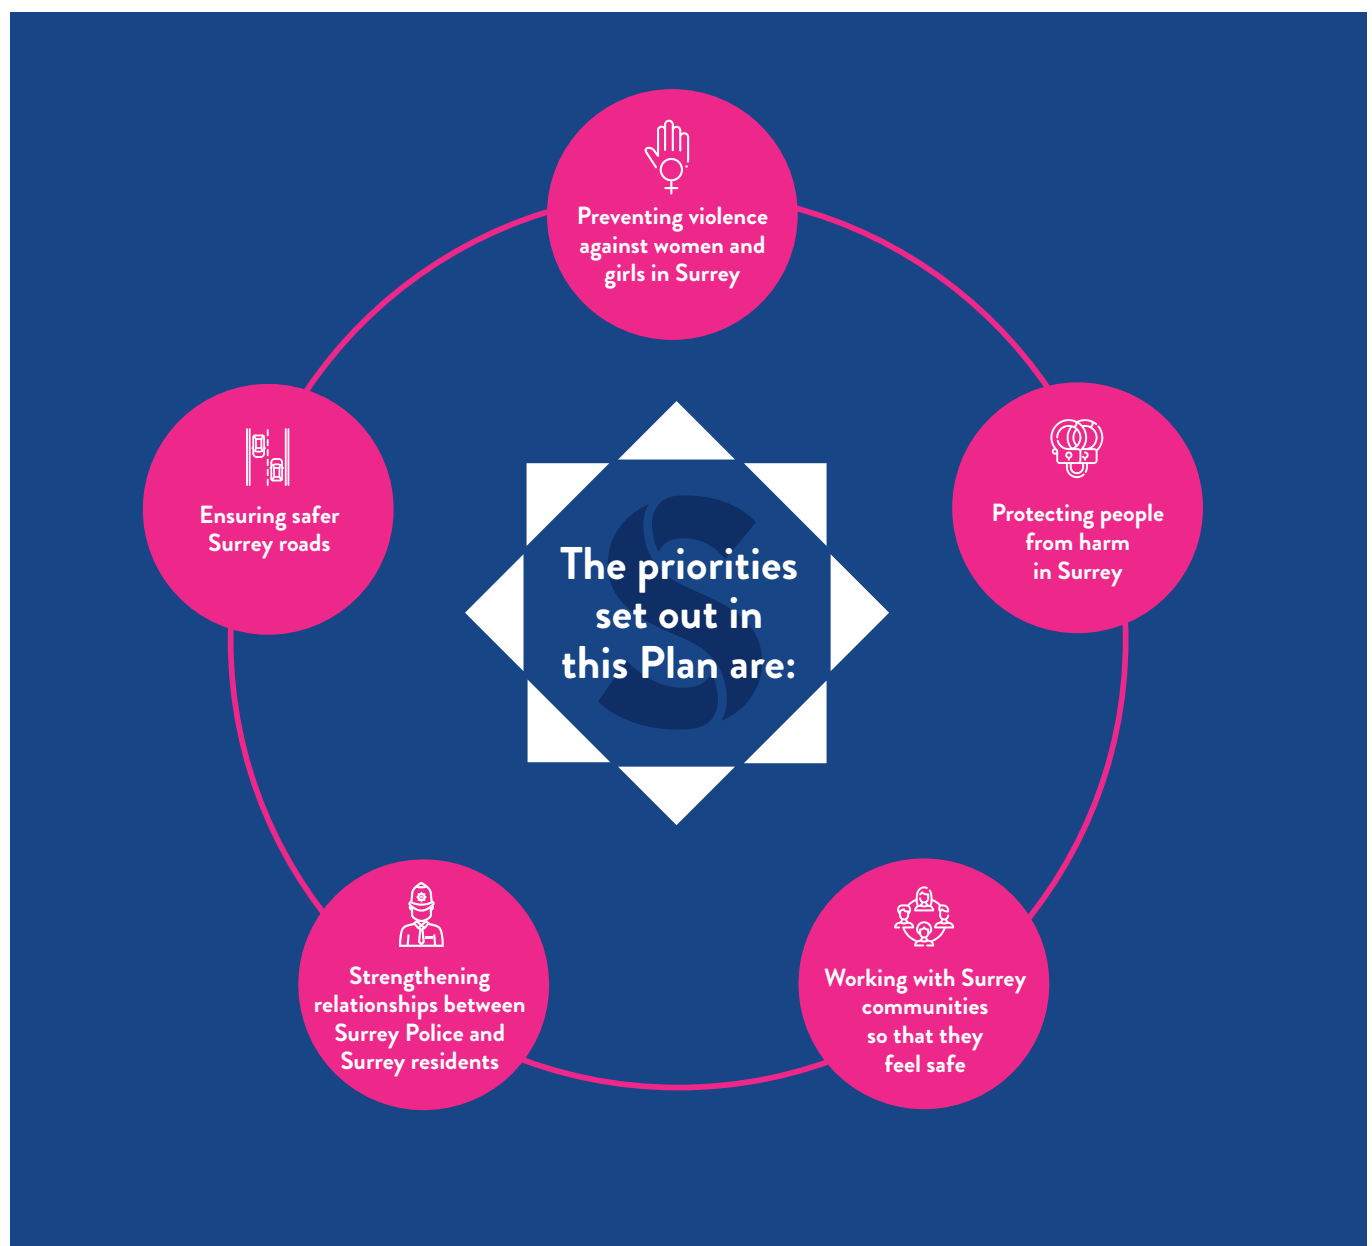 Preventing violence
against women and
girls in Surrey
Ensuring safer
Surrey roads
Protecting people
from harm
in Surrey
The priorities
set out in
this Plan are:
Strengthening
relationships between
Surrey Police and
Surrey residents
Working with Surrey
communities
so that they
feel safe